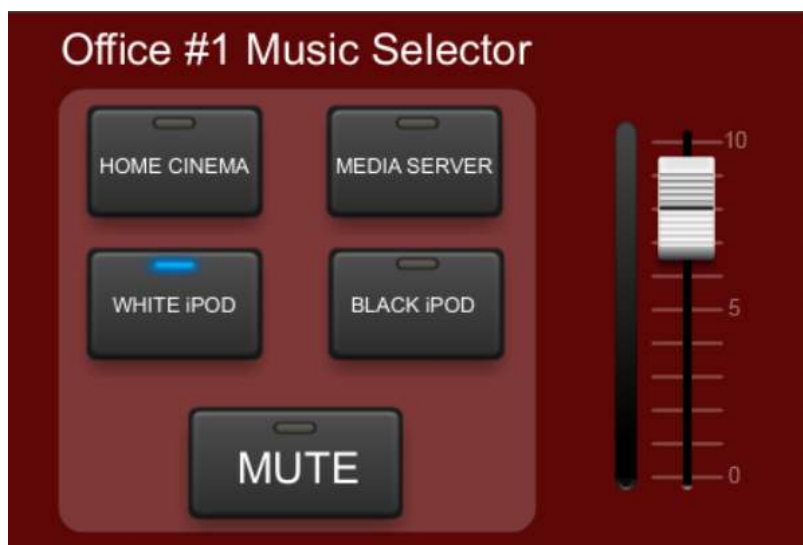 Office #1 Music Selector
HOME CINEMA
MEDIA SERVER
WHITE iPOD
BLACK iPOD
MUTE
10
5
0